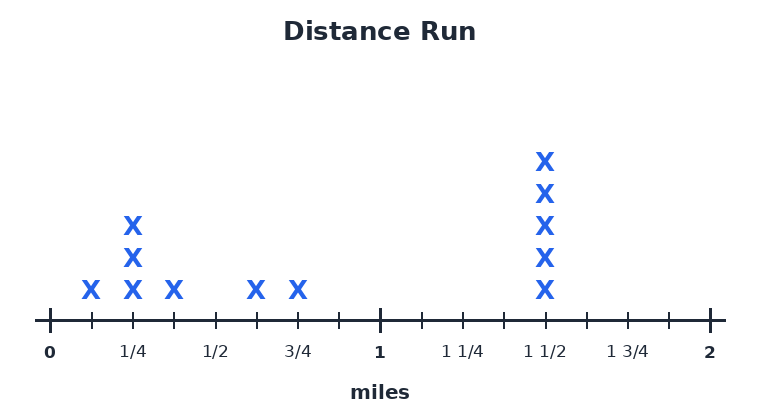 Distance Run
X
X
X X
X X
X X X X X X
0 1/4 1/2 3/4 1 1 1/4 1 1/2 1 3/4 2
miles